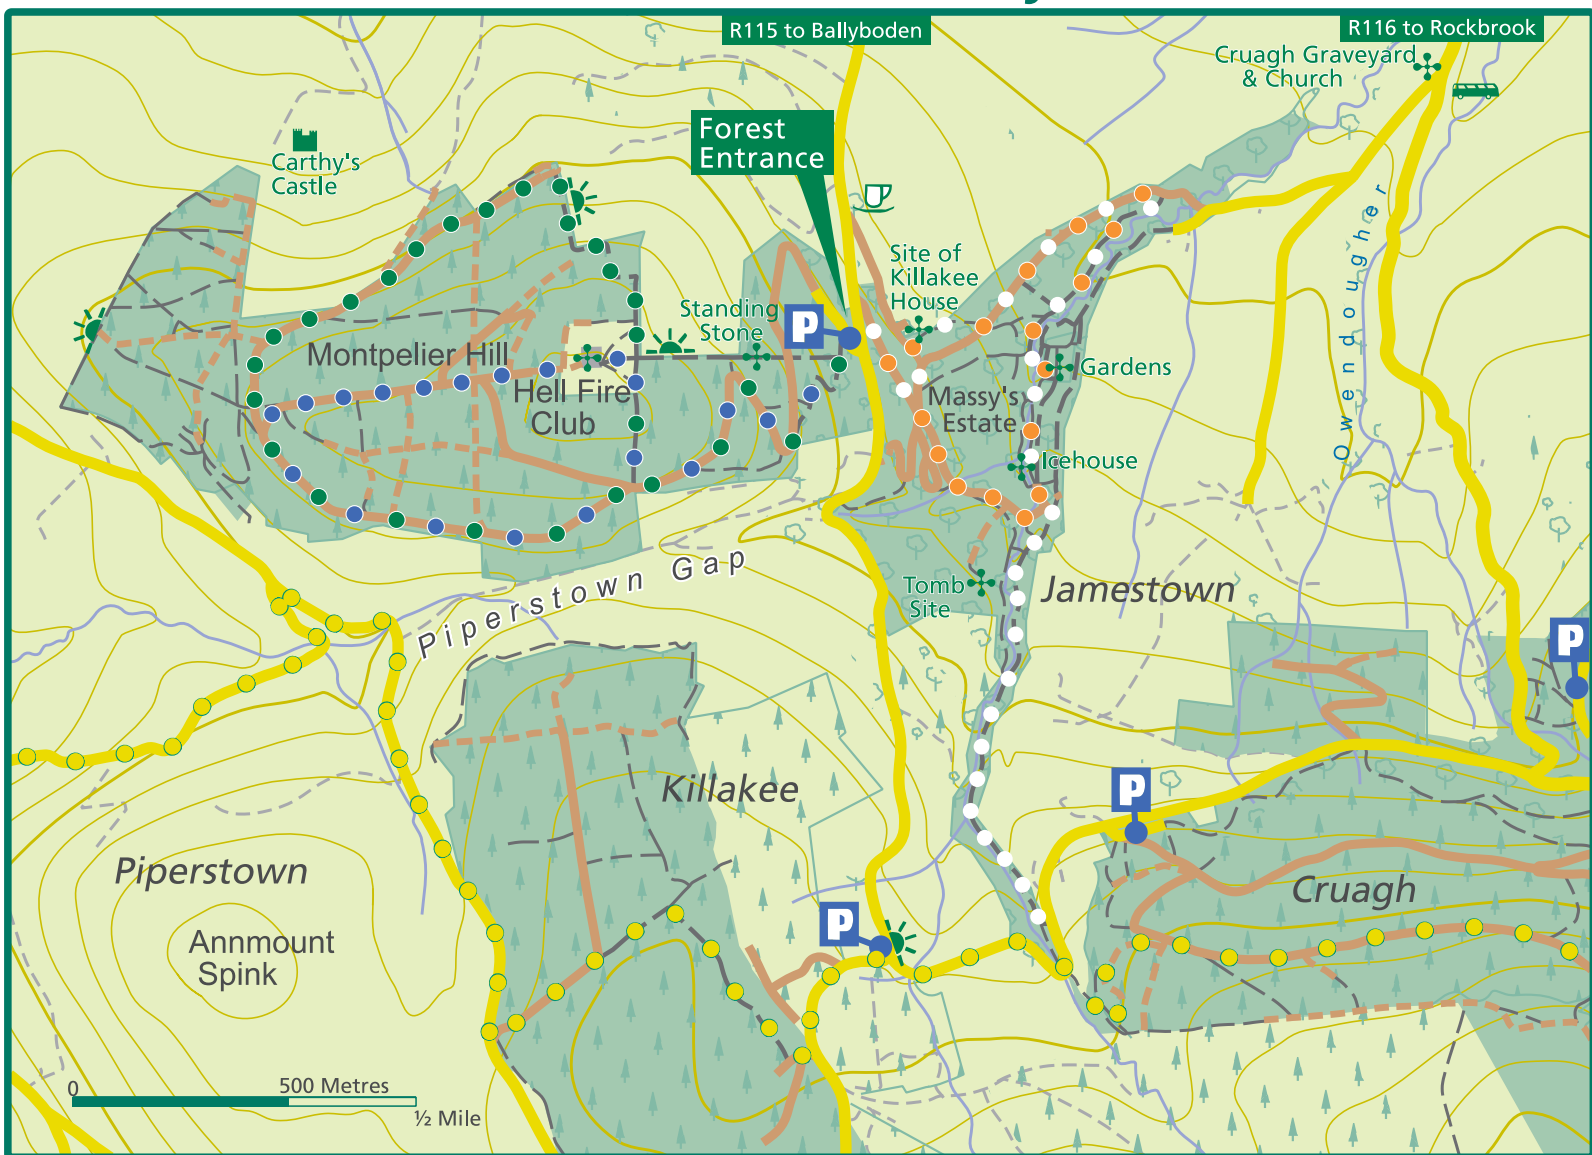 R115 to Ballyboden
R116 to Rockbrook
Cruagh Graveyard
& Church
Forest
Entrance
Carthy's
Castle
Owendougher
Site of
Killakee
House
Standing
Stone
P
Montpelier Hill
Hell Fire
Club
Gardens
Massy's
Estate
Icehouse
Piperstown Gap
Tomb
Site
Jamestown
P
Killakee
P
Piperstown
Cruagh
P
Annmount
Spink
0
500 Metres
½ Mile